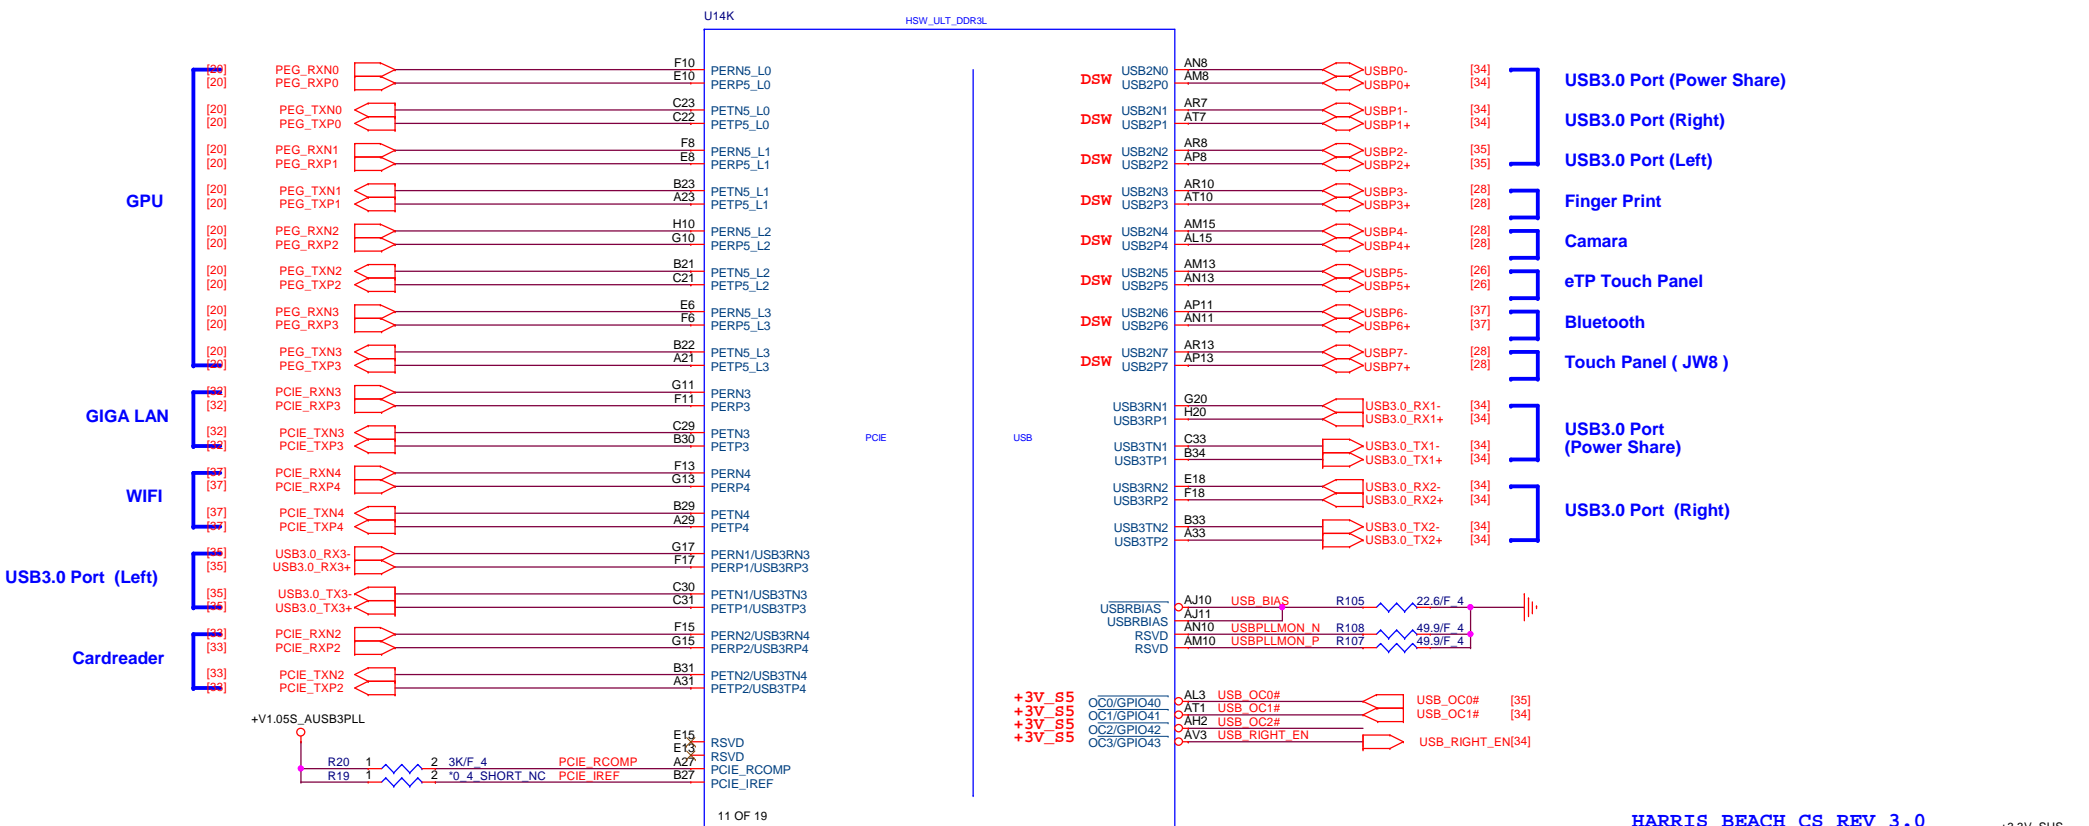 U14K
HSW_ULT_DDR3L
GPU
[20] PEG_RXN0 F10 PERN5_L0
[20] PEG_RXP0 E10 PERP5_L0
[20] PEG_TXN0 C23 PETN5_L0
[20] PEG_TXP0 C22 PETP5_L0
[20] PEG_RXN1 F8 PERN5_L1
[20] PEG_RXP1 E8 PERP5_L1
[20] PEG_TXN1 B23 PETN5_L1
[20] PEG_TXP1 A23 PETP5_L1
[20] PEG_RXN2 H10 PERN5_L2
[20] PEG_RXP2 G10 PERP5_L2
[20] PEG_TXN2 B21 PETN5_L2
[20] PEG_TXP2 C21 PETP5_L2
[20] PEG_RXN3 E6 PERN5_L3
[20] PEG_RXP3 F6 PERP5_L3
[20] PEG_TXN3 B22 PETN5_L3
[20] PEG_TXP3 A21 PETP5_L3
GIGA LAN
[32] PCIE_RXN3 G11 PERN3
[32] PCIE_RXP3 F11 PERP3
[32] PCIE_TXN3 C29 PETN3
[32] PCIE_TXP3 B30 PETP3
WIFI
[37] PCIE_RXN4 F13 PERN4
[37] PCIE_RXP4 G13 PERP4
[37] PCIE_TXN4 B29 PETN4
[37] PCIE_TXP4 A29 PETP4
USB3.0 Port (Left)
[35] USB3.0_RX3- G17 PERN1/USB3RN3
[35] USB3.0_RX3+ F17 PERP1/USB3RP3
[35] USB3.0_TX3- C30 PETN1/USB3TN3
[35] USB3.0_TX3+ C31 PETP1/USB3TP3
Cardreader
[33] PCIE_RXN2 F15 PERN2/USB3RN4
[33] PCIE_RXP2 G15 PERP2/USB3RP4
[33] PCIE_TXN2 B31 PETN2/USB3TN4
[33] PCIE_TXP2 A31 PETP2/USB3TP4
+V1.05S_AUSB3PLL
E15 RSVD
E13 RSVD
R20 1 2 3K/F_4 PCIE_RCOMP A27 PCIE_RCOMP
R19 1 2 *0_4_SHORT_NC PCIE_IREF B27 PCIE_IREF
11 OF 19
PCIE
USB
USB2N0 AN8 USBP0- [34]
DSW USB2P0 AM8 USBP0+ [34]
USB3.0 Port (Power Share)
USB2N1 AR7 USBP1- [34]
DSW USB2P1 AT7 USBP1+ [34]
USB3.0 Port (Right)
USB2N2 AR8 USBP2- [35]
DSW USB2P2 AP8 USBP2+ [35]
USB3.0 Port (Left)
USB2N3 AR10 USBP3- [28]
DSW USB2P3 AT10 USBP3+ [28]
Finger Print
USB2N4 AM15 USBP4- [28]
DSW USB2P4 AL15 USBP4+ [28]
Camara
USB2N5 AM13 USBP5- [26]
DSW USB2P5 AN13 USBP5+ [26]
eTP Touch Panel
USB2N6 AP11 USBP6- [37]
DSW USB2P6 AN11 USBP6+ [37]
Bluetooth
USB2N7 AR13 USBP7- [28]
DSW USB2P7 AP13 USBP7+ [28]
Touch Panel ( JW8 )
USB3RN1 G20 USB3.0_RX1- [34]
USB3RP1 H20 USB3.0_RX1+ [34]
USB3TN1 C33 USB3.0_TX1- [34]
USB3TP1 B34 USB3.0_TX1+ [34]
USB3.0 Port
(Power Share)
USB3RN2 E18 USB3.0_RX2- [34]
USB3RP2 F18 USB3.0_RX2+ [34]
USB3TN2 B33 USB3.0_TX2- [34]
USB3TP2 A33 USB3.0_TX2+ [34]
USB3.0 Port (Right)
USBRBIAS AJ10 USB_BIAS R105 22.6/F_4
USBRBIAS AJ11
RSVD AN10 USBPLLMON_N R108 49.9/F_4
RSVD AM10 USBPLLMON_P R107 49.9/F_4
+3V_S5 OC0/GPIO40 AL3 USB_OC0# USB_OC0# [35]
+3V_S5 OC1/GPIO41 AT1 USB_OC1# USB_OC1# [34]
+3V_S5 OC2/GPIO42 AH2 USB_OC2#
+3V_S5 OC3/GPIO43 AV3 USB_RIGHT_EN USB_RIGHT_EN[34]
HARRIS BEACH CS REV 3.0